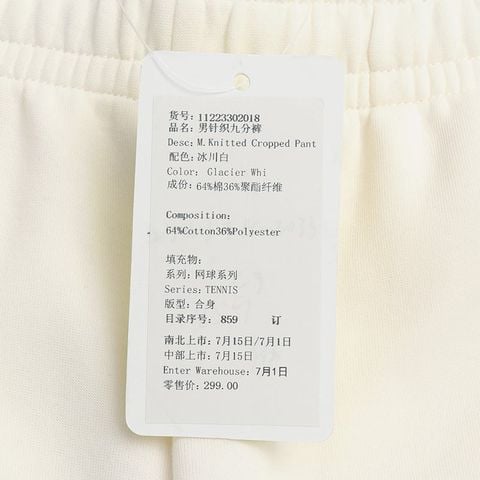 货号: 11223302018
品名: 男针织九分裤
Desc: M.Knitted Cropped Pant
配色: 冰川白
Color: Glacier Whi
成份: 64%棉36%聚酯纤维
Composition:
64%Cotton36%Polyester
填充物:
系列: 网球系列
Series: TENNIS
版型: 合身
目录序号: 859 订
南北上市: 7月15日/7月1日
中部上市: 7月15日
Enter Warehouse: 7月1日
零售价: 299.00